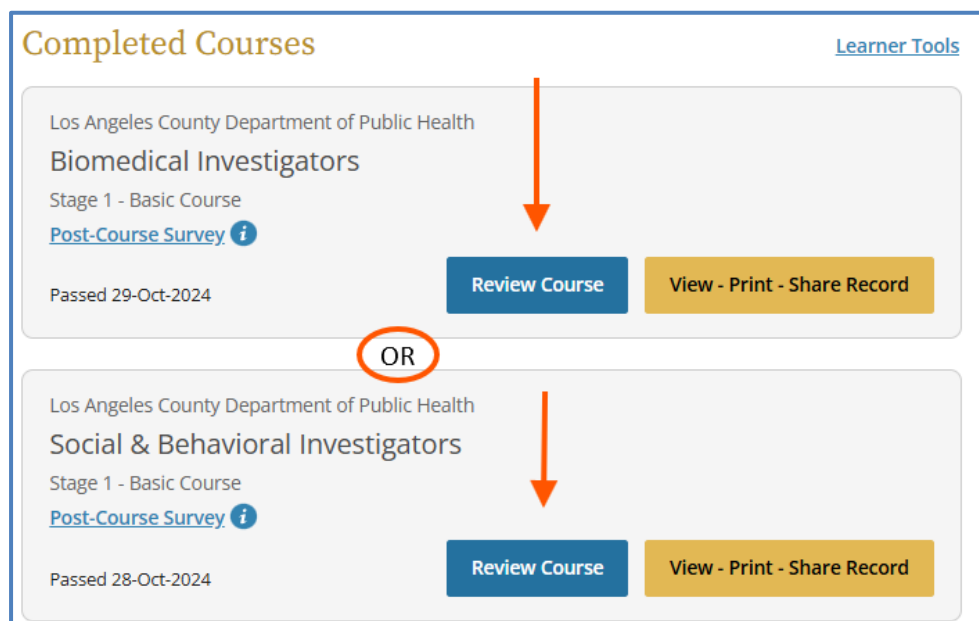 Completed Courses
Learner Tools
Los Angeles County Department of Public Health
Biomedical Investigators
Stage 1 - Basic Course
Post-Course Survey i
Passed 29-Oct-2024
Review Course
View - Print - Share Record
OR
Los Angeles County Department of Public Health
Social & Behavioral Investigators
Stage 1 - Basic Course
Post-Course Survey i
Passed 28-Oct-2024
Review Course
View - Print - Share Record